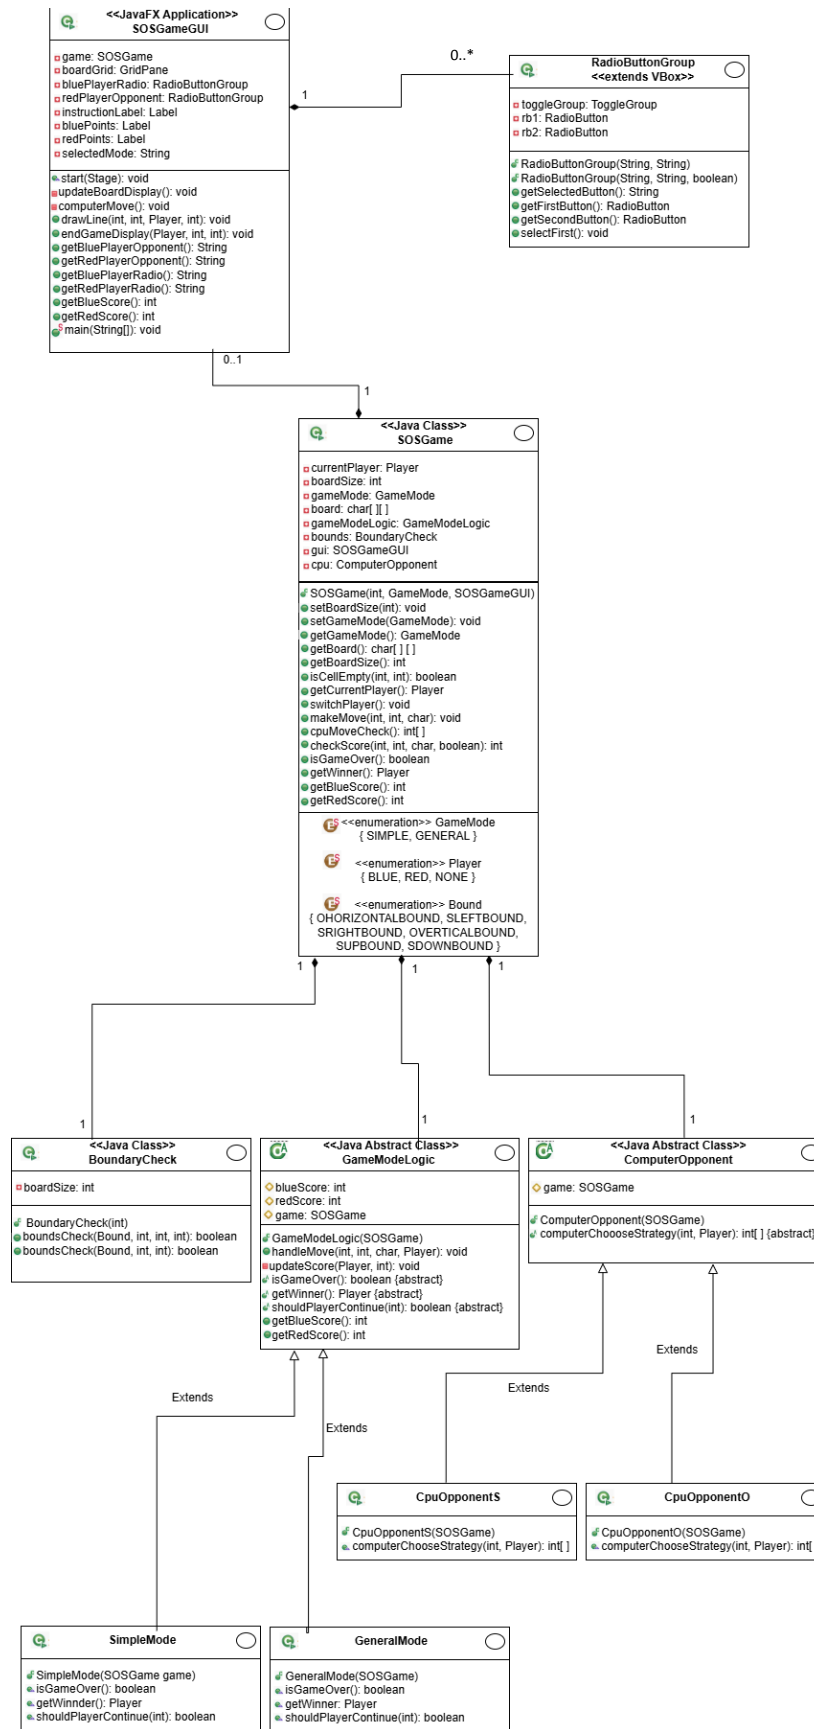 <<JavaFX Application>>
SOSGameGUI
game: SOSGame
boardGrid: GridPane
bluePlayerRadio: RadioButtonGroup
redPlayerOpponent: RadioButtonGroup
instructionLabel: Label
bluePoints: Label
redPoints: Label
selectedMode: String
start(Stage): void
updateBoardDisplay(): void
computerMove(): void
drawLine(int, int, Player, int): void
endGameDisplay(Player, int, int): void
getBluePlayerOpponent(): String
getRedPlayerOpponent(): String
getBluePlayerRadio(): String
getRedPlayerRadio(): String
getBlueScore(): int
getRedScore(): int
main(String[]): void
1
0..*
RadioButtonGroup
<<extends VBox>>
toggleGroup: ToggleGroup
rb1: RadioButton
rb2: RadioButton
RadioButtonGroup(String, String)
RadioButtonGroup(String, String, boolean)
getSelectedButton(): String
getFirstButton(): RadioButton
getSecondButton(): RadioButton
selectFirst(): void
0..1
1
<<Java Class>>
SOSGame
currentPlayer: Player
boardSize: int
gameMode: GameMode
board: char[ ][ ]
gameModeLogic: GameModeLogic
bounds: BoundaryCheck
gui: SOSGameGUI
cpu: ComputerOpponent
SOSGame(int, GameMode, SOSGameGUI)
setBoardSize(int): void
setGameMode(GameMode): void
getGameMode(): GameMode
getBoard(): char[ ] [ ]
getBoardSize(): int
isCellEmpty(int, int): boolean
getCurrentPlayer(): Player
switchPlayer(): void
makeMove(int, int, char): void
cpuMoveCheck(): int[ ]
checkScore(int, int, char, boolean): int
isGameOver(): boolean
getWinner(): Player
getBlueScore(): int
getRedScore(): int
<<enumeration>> GameMode
{ SIMPLE, GENERAL }
<<enumeration>> Player
{ BLUE, RED, NONE }
<<enumeration>> Bound
{ OHORIZONTALBOUND, SLEFTBOUND,
SRIGHTBOUND, OVERTICALBOUND,
SUPBOUND, SDOWNBOUND }
1
1
1
1
1
1
<<Java Class>>
BoundaryCheck
boardSize: int
BoundaryCheck(int)
boundsCheck(Bound, int, int, int): boolean
boundsCheck(Bound, int, int): boolean
<<Java Abstract Class>>
GameModeLogic
blueScore: int
redScore: int
game: SOSGame
GameModeLogic(SOSGame)
handleMove(int, int, char, Player): void
updateScore(Player, int): void
isGameOver(): boolean {abstract}
getWinner(): Player {abstract}
shouldPlayerContinue(int): boolean {abstract}
getBlueScore(): int
getRedScore(): int
<<Java Abstract Class>>
ComputerOpponent
game: SOSGame
ComputerOpponent(SOSGame)
computerChoooseStrategy(int, Player): int[ ] {abstract}
Extends
Extends
Extends
Extends
CpuOpponentS
CpuOpponentS(SOSGame)
computerChooseStrategy(int, Player): int[ ]
CpuOpponentO
CpuOpponentO(SOSGame)
computerChooseStrategy(int, Player): int[
SimpleMode
SimpleMode(SOSGame game)
isGameOver(): boolean
getWinnder(): Player
shouldPlayerContinue(int): boolean
GeneralMode
GeneralMode(SOSGame)
isGameOver(): boolean
getWinner: Player
shouldPlayerContinue(int): boolean